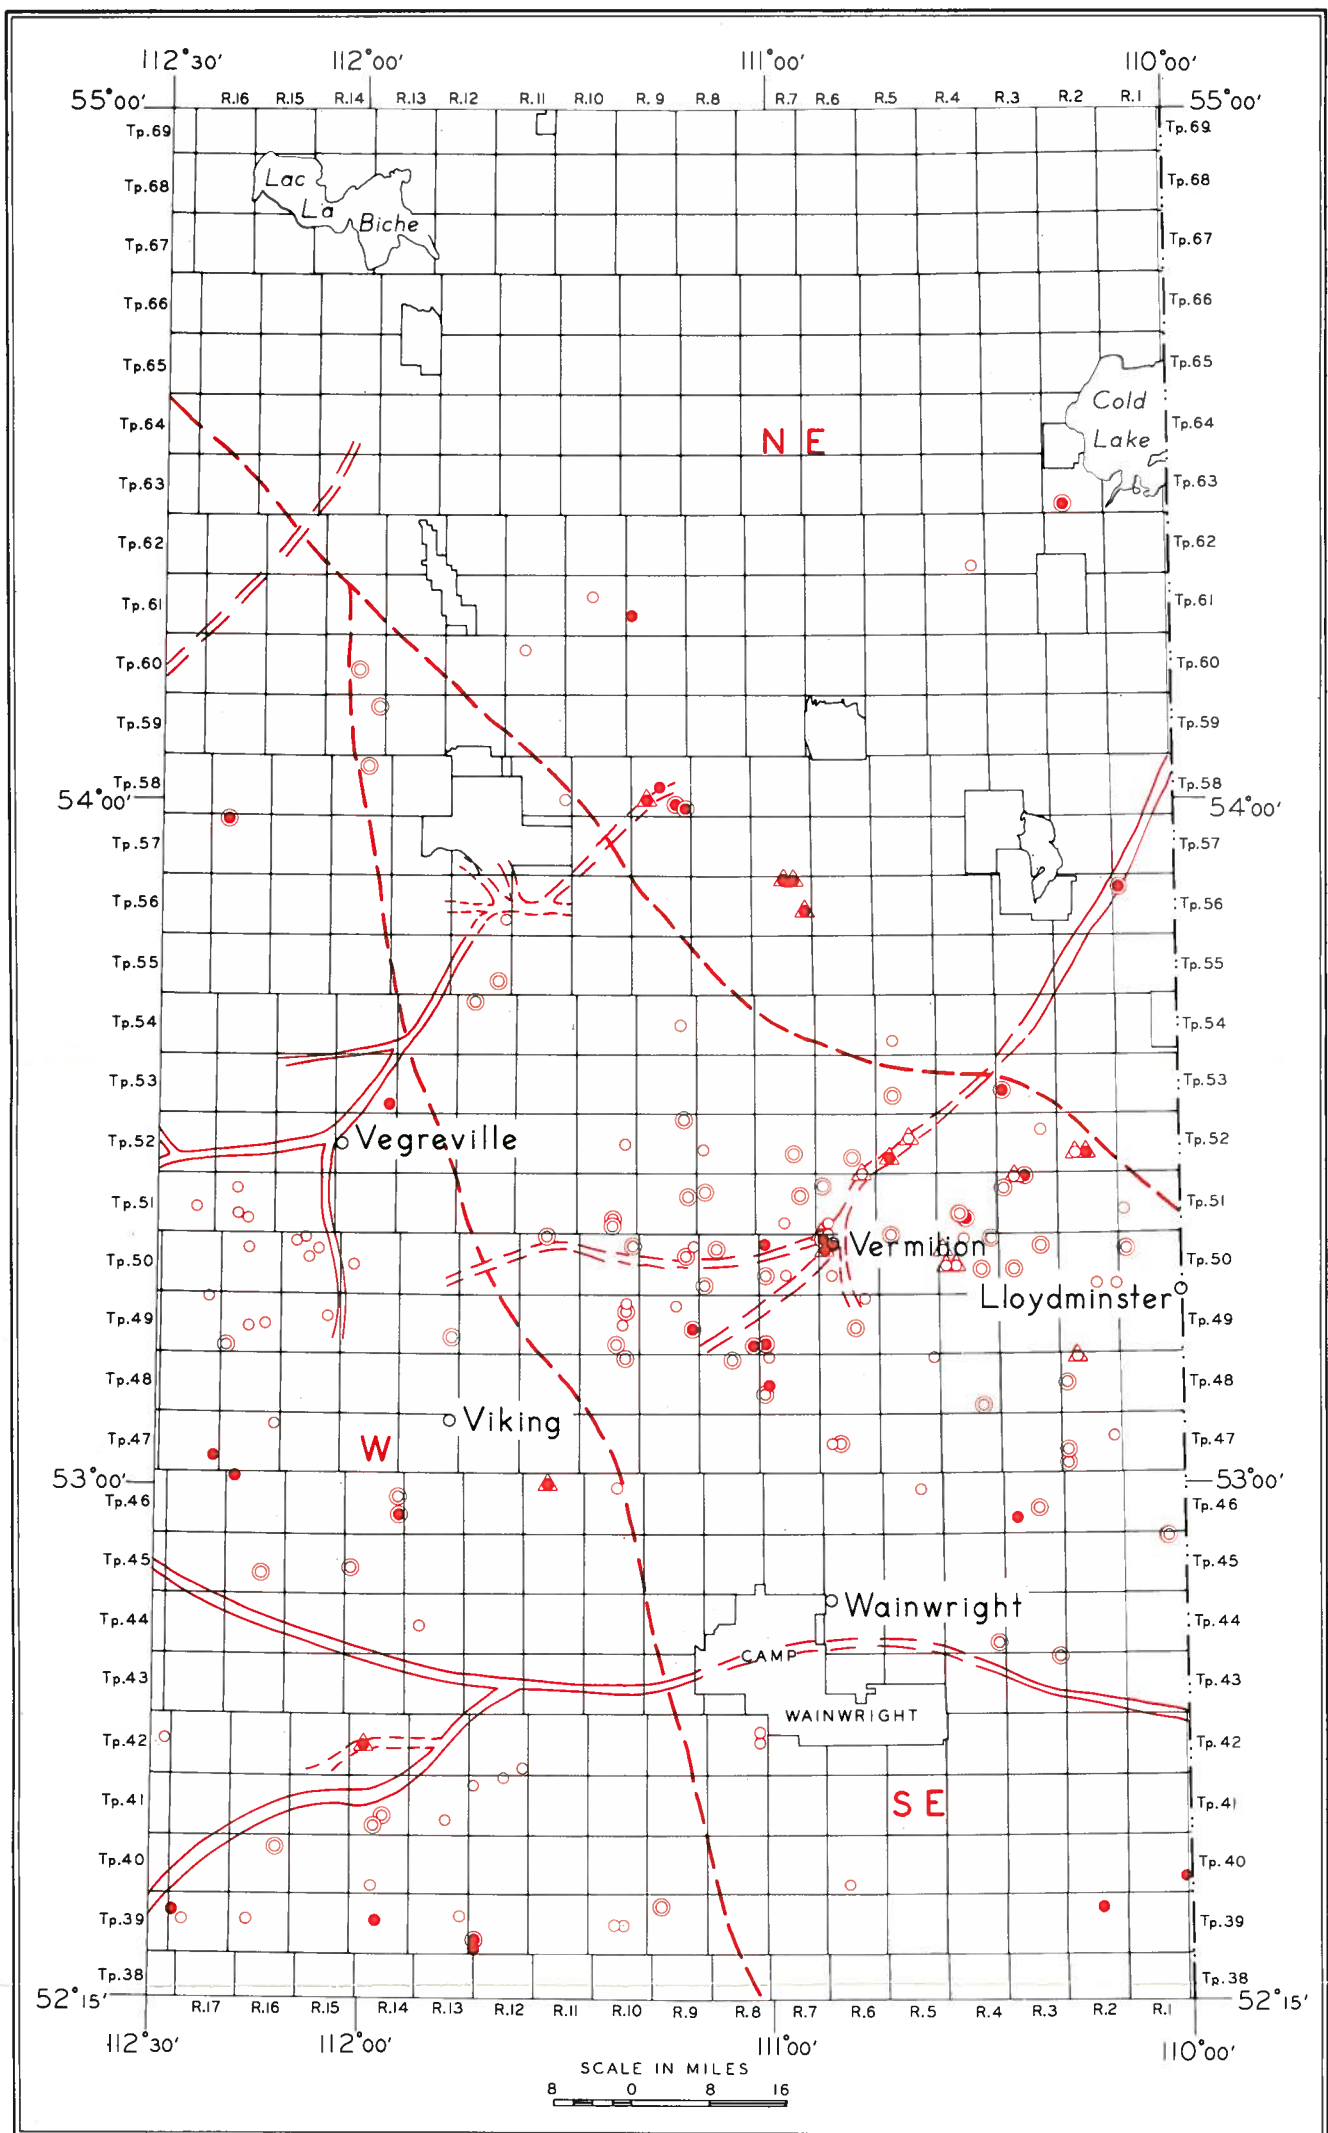 112°30′ 112°00′ 111°00′ 110°00′
R.16 R.15 R.14 R.13 R.12 R.11 R.10 R.9 R.8 R.7 R.6 R.5 R.4 R.3 R.2 R.1
55°00′ 55°00′
Tp.69 Tp.69
Tp.68 Lac Tp.68
La
Biche
Tp.67 Tp.67
Tp.66 Tp.66
Tp.65 Tp.65
Cold
Tp.64 Tp.64
N E Lake
Tp.63 Tp.63
Tp.62 Tp.62
Tp.61 Tp.61
Tp.60 Tp.60
Tp.59 Tp.59
Tp.58 Tp.58
54°00′ 54°00′
Tp.57 Tp.57
Tp.56 Tp.56
Tp.55 Tp.55
Tp.54 Tp.54
Tp.53 Tp.53
Tp.52 Vegreville Tp.52
Tp.51 Tp.51
Vermilion
Tp.50 Tp.50
Lloydminster
Tp.49 Tp.49
Tp.48 Tp.48
Viking
Tp.47 W Tp.47
53°00′ 53°00′
Tp.46 Tp.46
Tp.45 Tp.45
Wainwright
Tp.44 Tp.44
CAMP
Tp.43 Tp.43
WAINWRIGHT
Tp.42 Tp.42
Tp.41 S E Tp.41
Tp.40 Tp.40
Tp.39 Tp.39
Tp.38 Tp.38
52°15′ 52°15′
R.17 R.16 R.15 R.14 R.13 R.12 R.11 R.10 R.9 R.8 R.7 R.6 R.5 R.4 R.3 R.2 R.1
112°30′ 112°00′ 111°00′ 110°00′
SCALE IN MILES
8 0 8 16